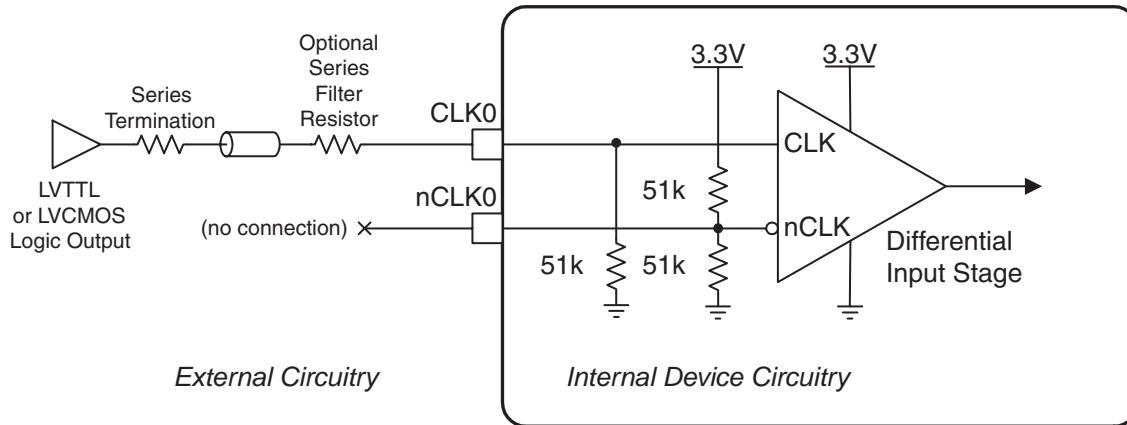 Optional
Series
Filter
Resistor
Series
Termination
LVTTL
or LVCMOS
Logic Output
CLK0
nCLK0
(no connection)
3.3V
3.3V
CLK
51k
nCLK
51k
51k
Differential
Input Stage
External Circuitry
Internal Device Circuitry